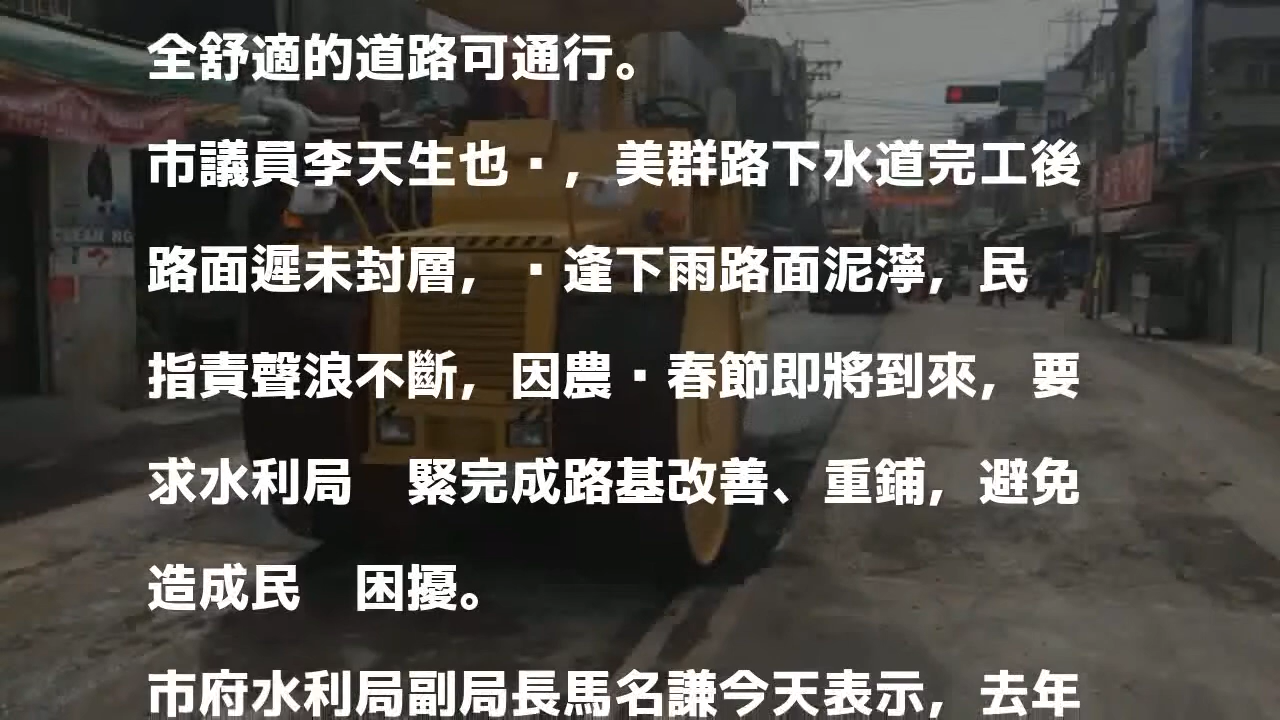 全舒適的道路可通行。
市議員李天生也·，美群路下水道完工後
路面遲未封層，·逢下雨路面泥濘，民
指責聲浪不斷，因農·春節即將到來，要
求水利局　緊完成路基改善、重鋪，避免
造成民　困擾。
市府水利局副局長馬名謙今天表示，去年